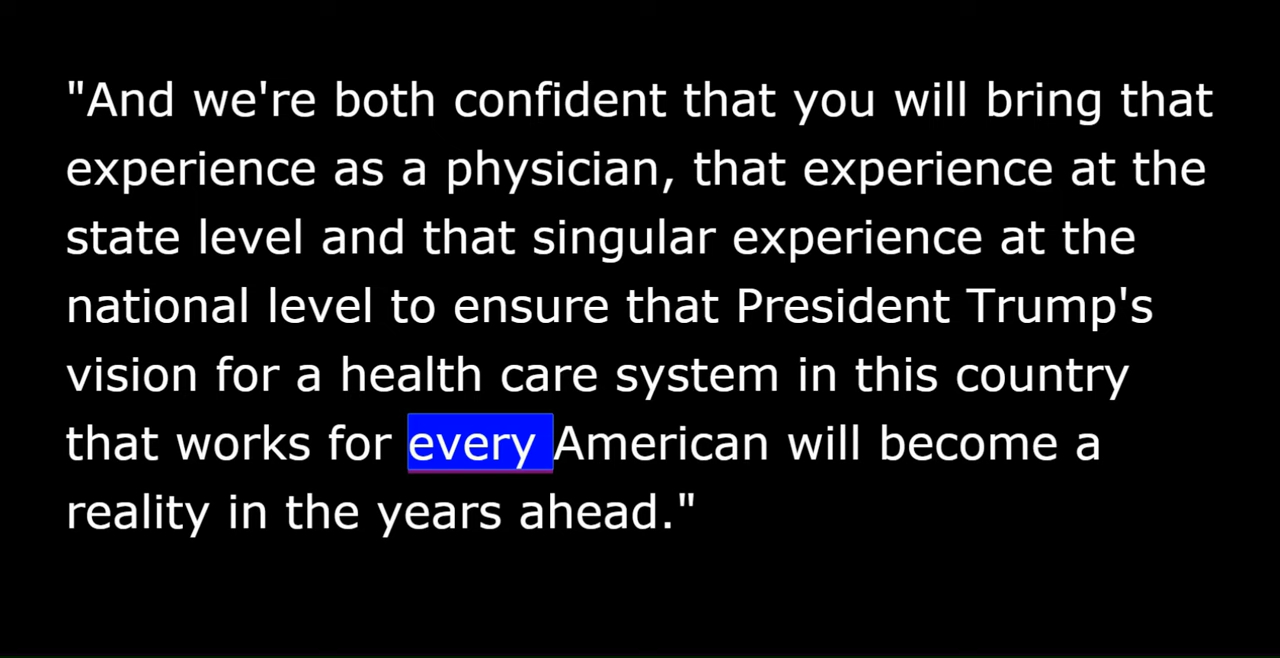 "And we're both confident that you will bring that
experience as a physician, that experience at the
state level and that singular experience at the
national level to ensure that President Trump's
vision for a health care system in this country
that works for every American will become a
reality in the years ahead."